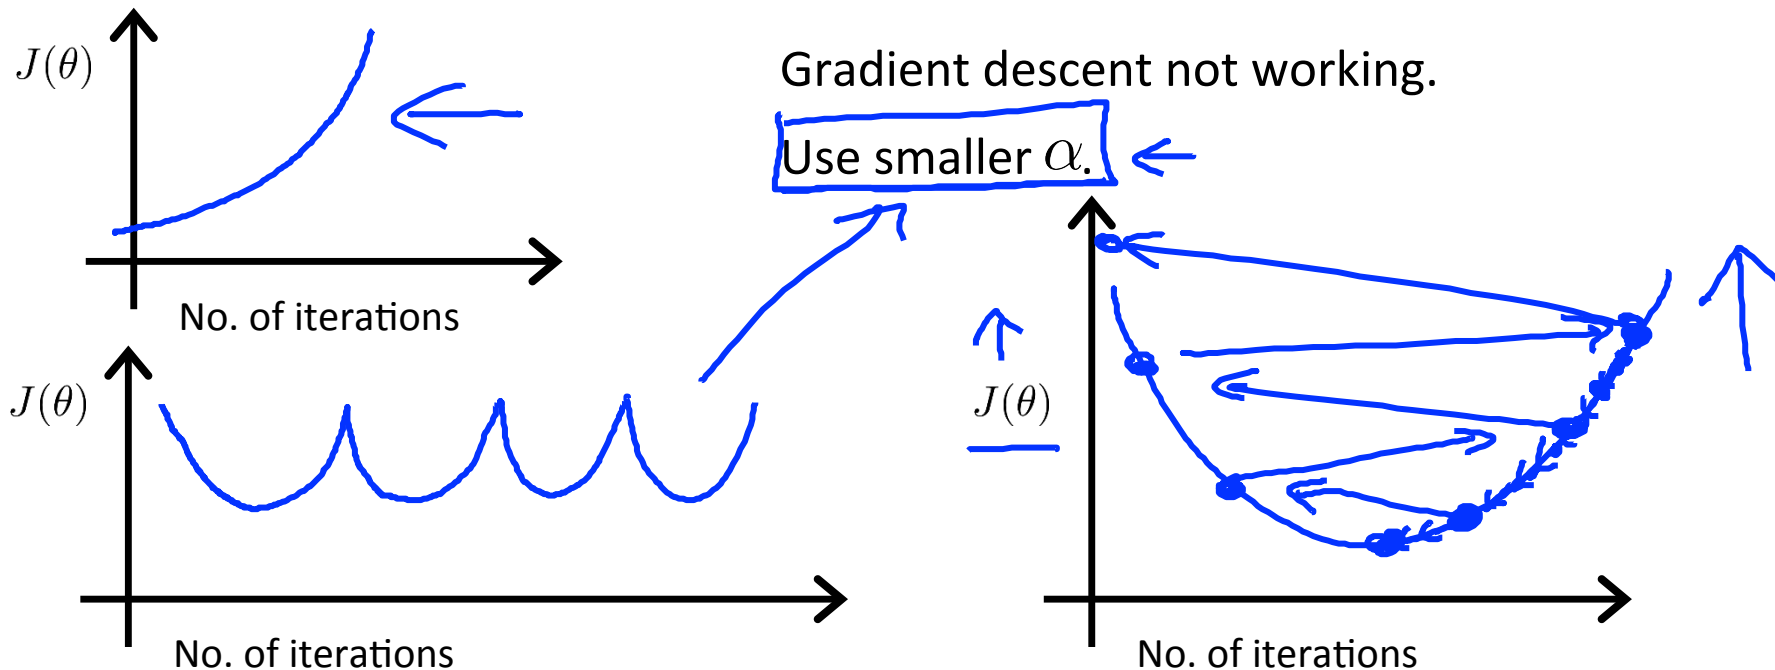 J(θ)
No. of iterations
Gradient descent not working.
Use smaller α.
J(θ)
No. of iterations
J(θ)
No. of iterations